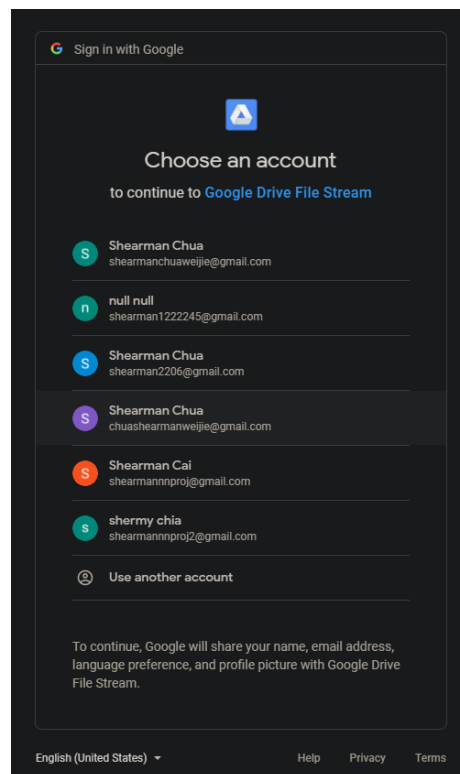 Sign in with Google
Choose an account
to continue to Google Drive File Stream
S
Shearman Chua
shearmanchuaweijie@gmail.com
n
null null
shearman1222245@gmail.com
S
Shearman Chua
shearman2206@gmail.com
S
Shearman Chua
chuashearmanweijie@gmail.com
S
Shearman Cai
shearmannnproj@gmail.com
s
shermy chia
shearmannnproj2@gmail.com
Use another account
To continue, Google will share your name, email address,
language preference, and profile picture with Google Drive
File Stream.
English (United States)
Help Privacy Terms